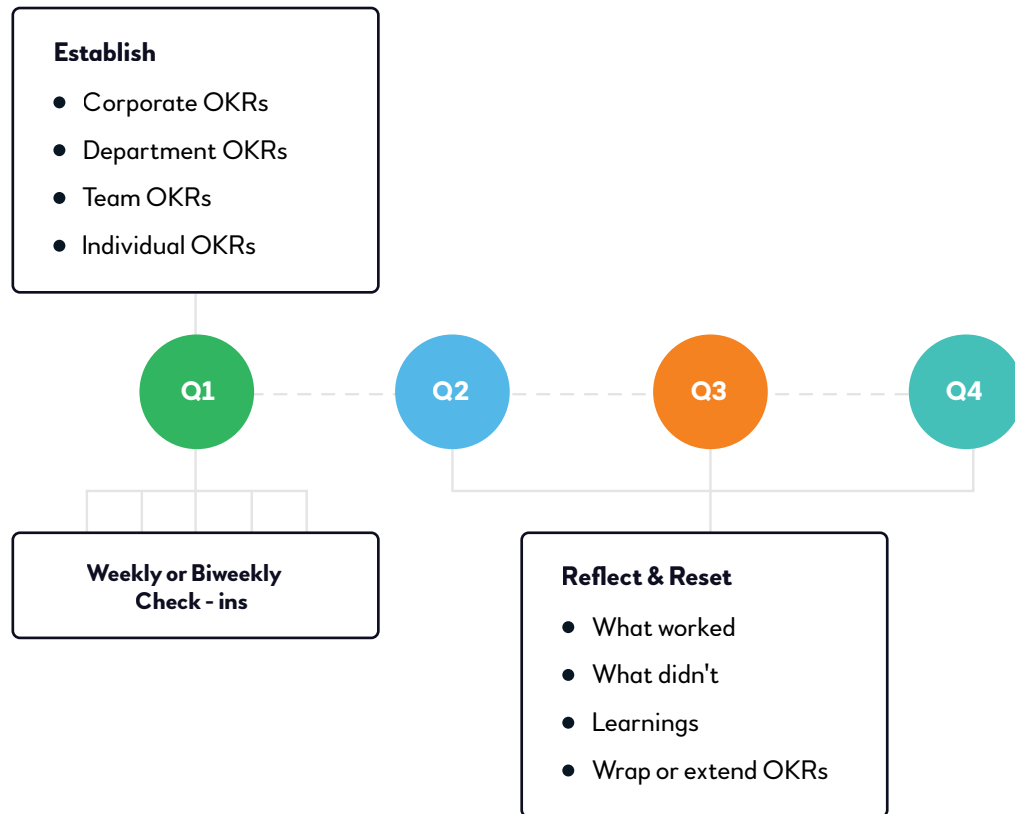 Establish
Corporate OKRs
Department OKRs
Team OKRs
Individual OKRs
Q1
Q2
Q3
Q4
Weekly or Biweekly
Check - ins
Reflect & Reset
What worked
What didn't
Learnings
Wrap or extend OKRs